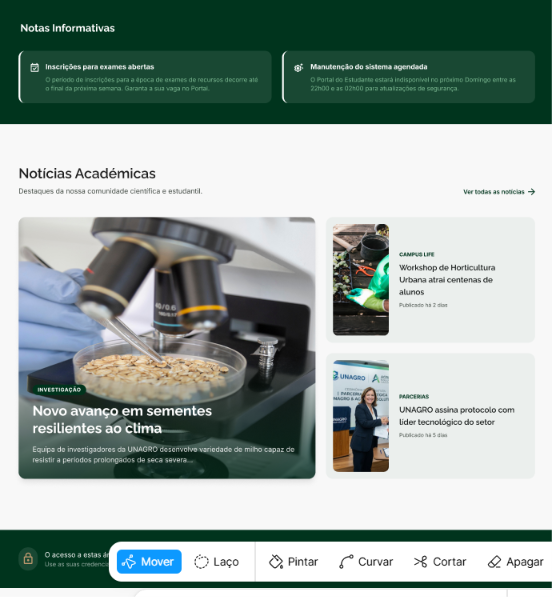 Notas Informativas
Inscrições para exames abertas
O período de inscrições para a época de exames de recursos decorre até
o final da próxima semana. Garanta a sua vaga no Portal.
Manutenção do sistema agendada
O Portal do Estudante estará indisponível no próximo Domingo entre as
22h00 e as 02h00 para atualizações de segurança.
Notícias Académicas
Destaques da nossa comunidade científica e estudantil.
Ver todas as notícias
INVESTIGAÇÃO
Novo avanço em sementes
resilientes ao clima
Equipa de investigadores da UNAGRO desenvolve variedade de milho capaz de
resistir a períodos prolongados de seca severa...
CAMPUS LIFE
Workshop de Horticultura
Urbana atrai centenas de
alunos
Publicado há 2 dias
UNAGRO
PARCERIAS
UNAGRO assina protocolo com
líder tecnológico do setor
Publicado há 5 dias
O acesso a estas ár
Use as suas credencia
Mover
Laço
Pintar
Curvar
Cortar
Apagar